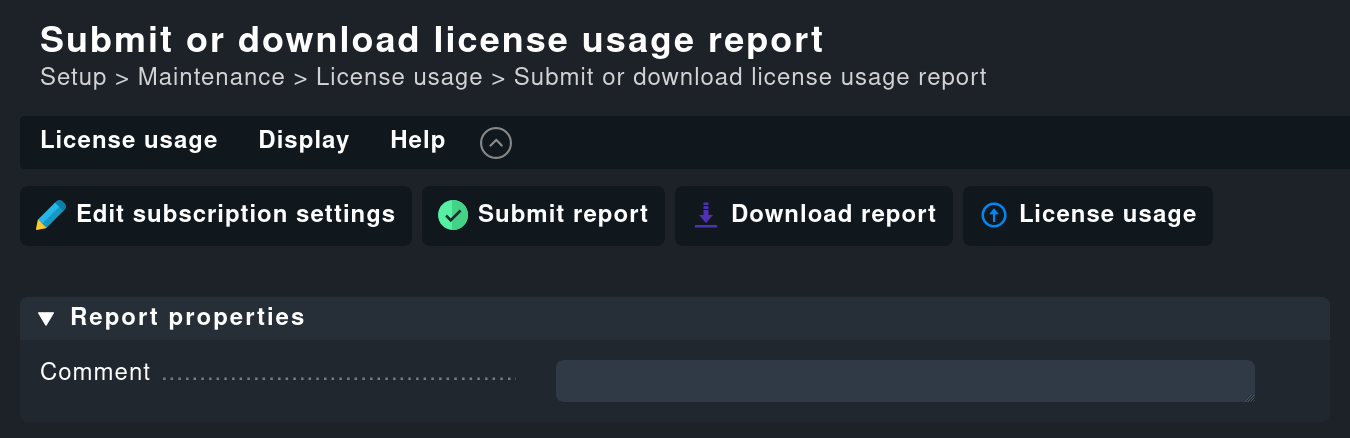 Submit or download license usage report
Setup > Maintenance > License usage > Submit or download license usage report
License usage Display Help
Edit subscription settings Submit report Download report License usage
Report properties
Comment